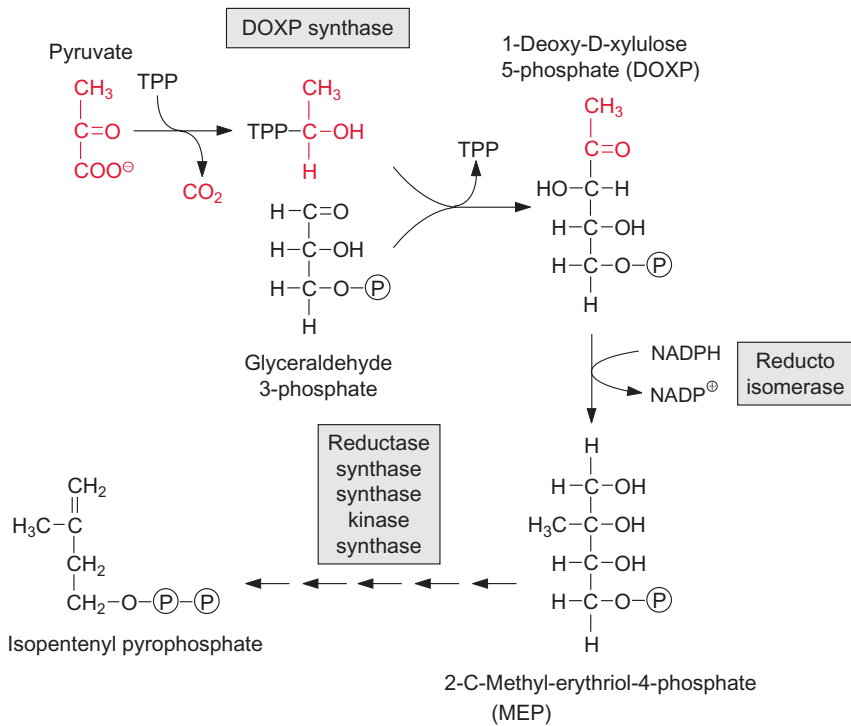 DOXP synthase
Pyruvate
CH3
C=O
COO⊖
TPP
CO2
CH3
TPP–C–OH
H
H–C=O
H–C–OH
H–C–O–P
H
Glyceraldehyde
3-phosphate
TPP
1-Deoxy-D-xylulose
5-phosphate (DOXP)
CH3
C=O
HO–C–H
H–C–OH
H–C–O–P
H
NADPH
NADP⊕
Reducto
isomerase
H
H–C–OH
H3C–C–OH
H–C–OH
H–C–O–P
H
2-C-Methyl-erythriol-4-phosphate
(MEP)
Reductase
synthase
synthase
kinase
synthase
CH2
H3C–C
CH2
CH2–O–P–P
Isopentenyl pyrophosphate